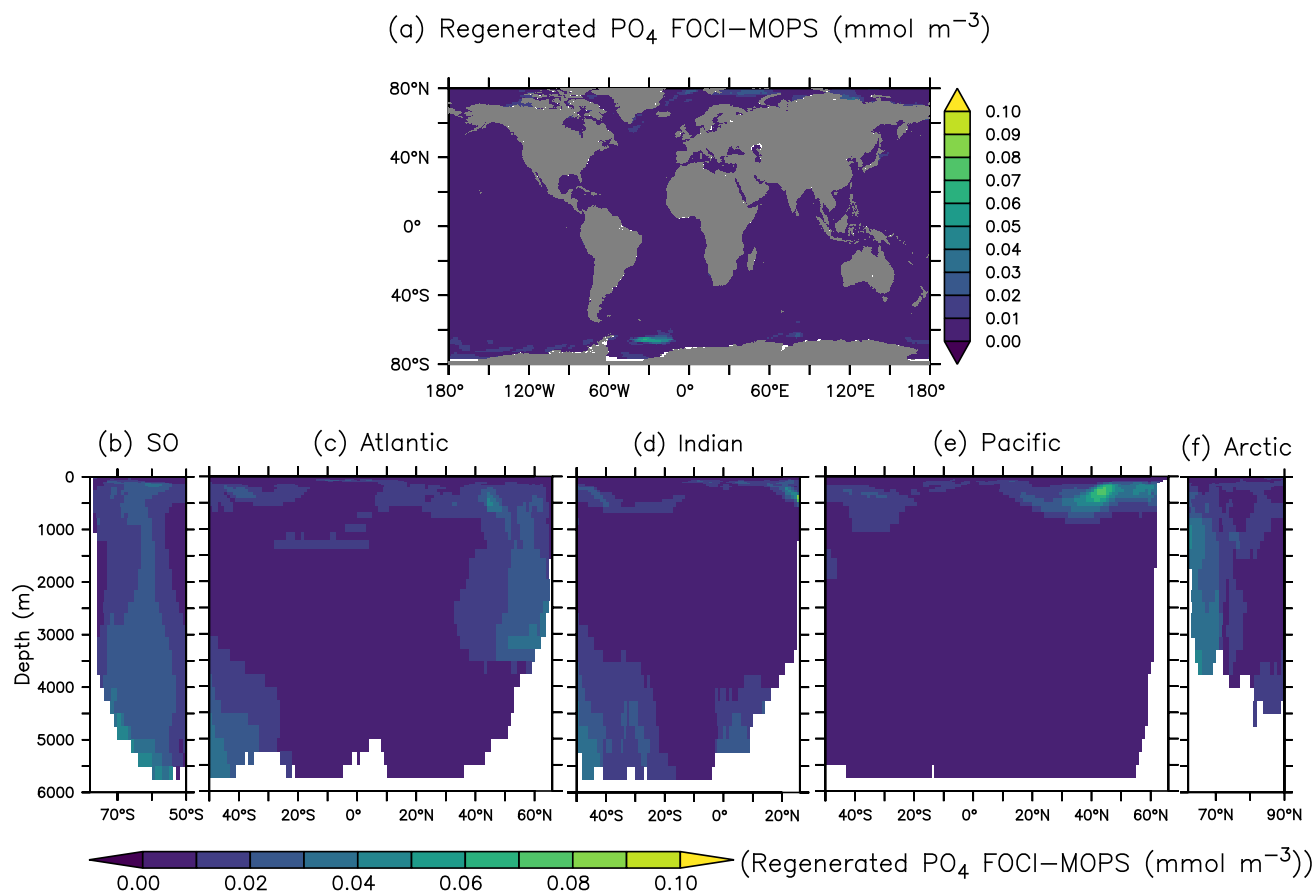 (a) Regenerated PO4 FOCI−MOPS (mmol m−3)
80°N
40°N
0°
40°S
80°S
180° 120°W 60°W 0° 60°E 120°E 180°
0.10
0.09
0.08
0.07
0.06
0.05
0.04
0.03
0.02
0.01
0.00
(b) SO (c) Atlantic (d) Indian (e) Pacific (f) Arctic
Depth (m)
0
1000
2000
3000
4000
5000
6000
70°S 50°S 40°S 20°S 0° 20°N 40°N 60°N 40°S 20°S 0° 20°N 40°S 20°S 0° 20°N 40°N 60°N 70°N 90°N
0.00 0.02 0.04 0.06 0.08 0.10
(Regenerated PO4 FOCI−MOPS (mmol m−3))